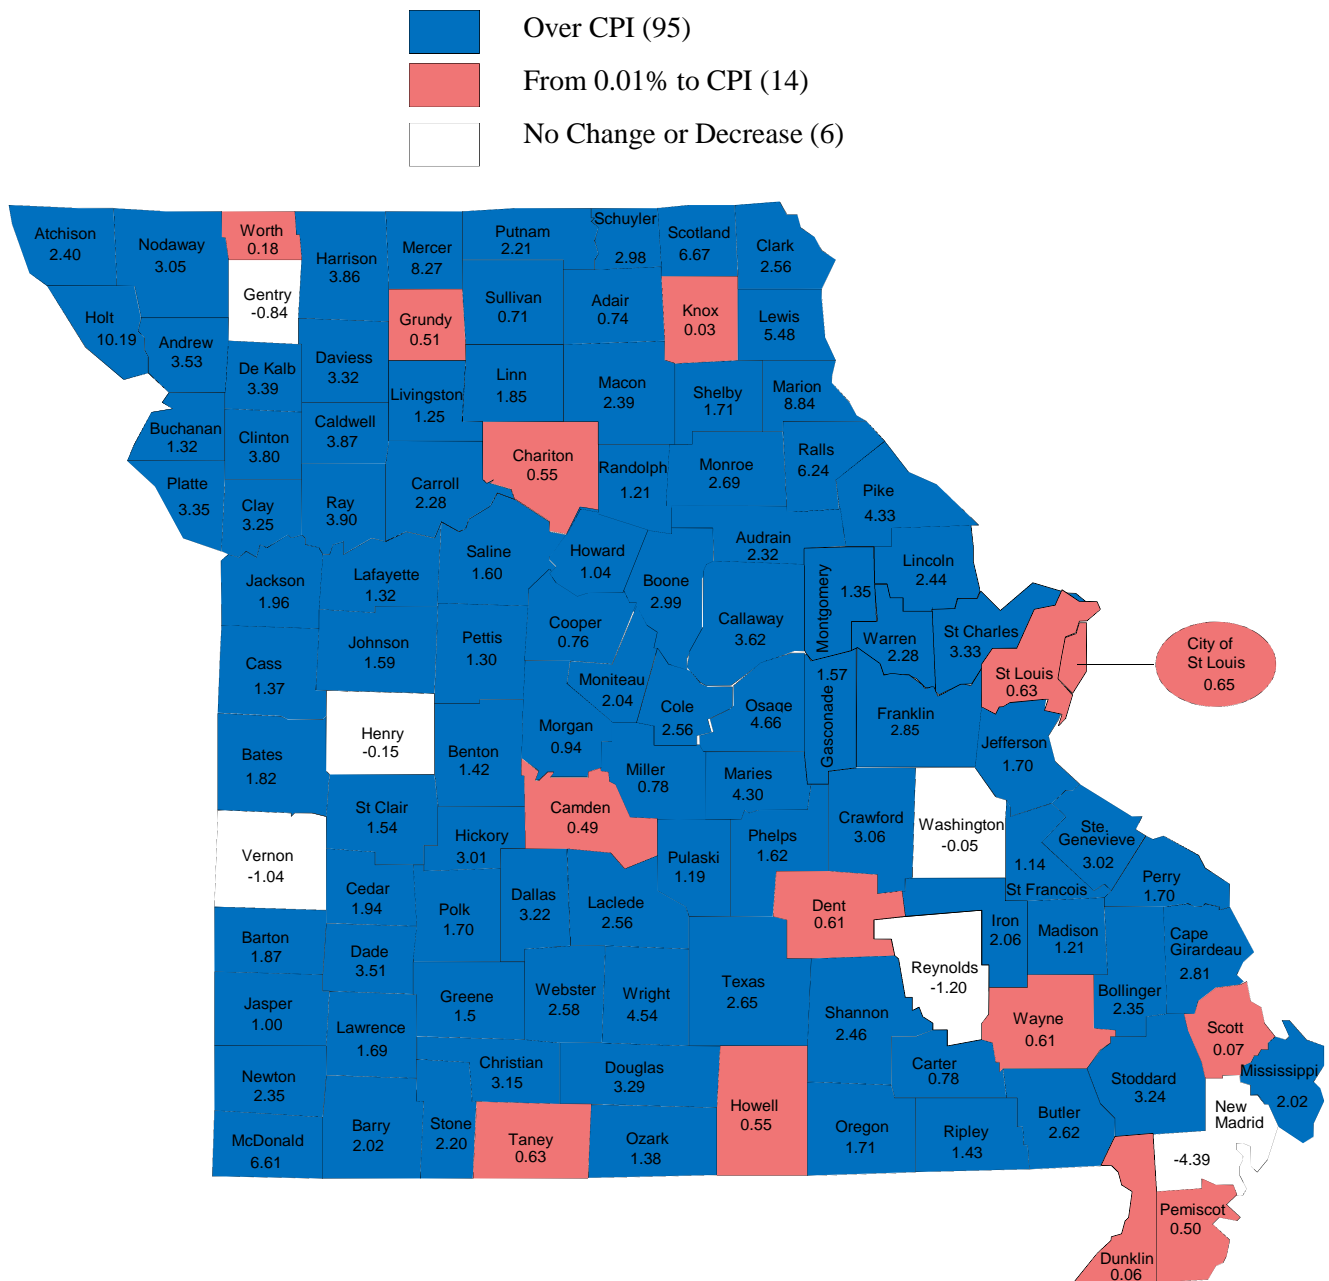 Over CPI (95)
From 0.01% to CPI (14)
No Change or Decrease (6)
Atchison
2.40
Nodaway
3.05
Worth
0.18
Harrison
3.86
Mercer
8.27
Putnam
2.21
Schuyler
2.98
Scotland
6.67
Clark
2.56
Gentry
-0.84
Holt
10.19
Andrew
3.53
De Kalb
3.39
Daviess
3.32
Grundy
0.51
Sullivan
0.71
Adair
0.74
Knox
0.03
Lewis
5.48
Livingston
1.25
Linn
1.85
Macon
2.39
Shelby
1.71
Marion
8.84
Buchanan
1.32
Clinton
3.80
Caldwell
3.87
Chariton
0.55
Randolph
1.21
Monroe
2.69
Ralls
6.24
Platte
3.35
Clay
3.25
Ray
3.90
Carroll
2.28
Pike
4.33
Audrain
2.32
Saline
1.60
Howard
1.04
Boone
2.99
Jackson
1.96
Lafayette
1.32
Callaway
3.62
Montgomery
1.35
Lincoln
2.44
Cooper
0.76
Johnson
1.59
Pettis
1.30
Warren
2.28
St Charles
3.33
City of
St Louis
0.65
St Louis
0.63
Cass
1.37
Moniteau
2.04
Cole
2.56
Osage
4.66
Gasconade
1.57
Franklin
2.85
Henry
-0.15
Morgan
0.94
Jefferson
1.70
Bates
1.82
Benton
1.42
Miller
0.78
Maries
4.30
St Clair
1.54
Camden
0.49
Crawford
3.06
Washington
-0.05
Hickory
3.01
Pulaski
1.19
Phelps
1.62
Ste.
Genevieve
3.02
1.14
St Francois
Perry
1.70
Vernon
-1.04
Cedar
1.94
Polk
1.70
Dallas
3.22
Laclede
2.56
Dent
0.61
Iron
2.06
Madison
1.21
Cape
Girardeau
2.81
Barton
1.87
Dade
3.51
Reynolds
-1.20
Texas
2.65
Jasper
1.00
Greene
1.5
Webster
2.58
Wright
4.54
Shannon
2.46
Wayne
0.61
Bollinger
2.35
Scott
0.07
Lawrence
1.69
Newton
2.35
Christian
3.15
Douglas
3.29
Carter
0.78
Stoddard
3.24
Mississippi
2.02
Howell
0.55
New
Madrid
-4.39
McDonald
6.61
Barry
2.02
Stone
2.20
Taney
0.63
Ozark
1.38
Oregon
1.71
Ripley
1.43
Butler
2.62
Pemiscot
0.50
Dunklin
0.06